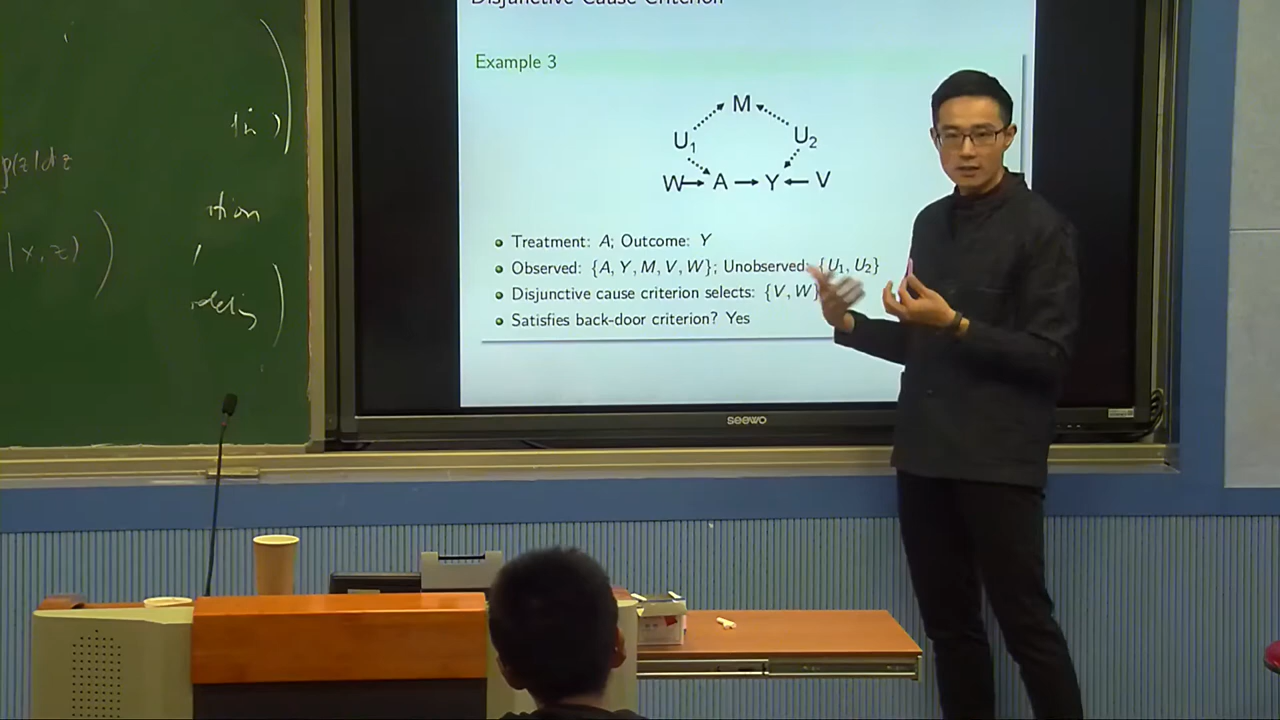 Disjunctive Cause Criterion
Example 3
M
U₁ U₂
W A Y V
Treatment: A; Outcome: Y
Observed: {A, Y, M, V, W}; Unobserved: {U₁, U₂}
Disjunctive cause criterion selects: {V, W}
Satisfies back-door criterion? Yes
p(z)dz
| x, z)
seewo